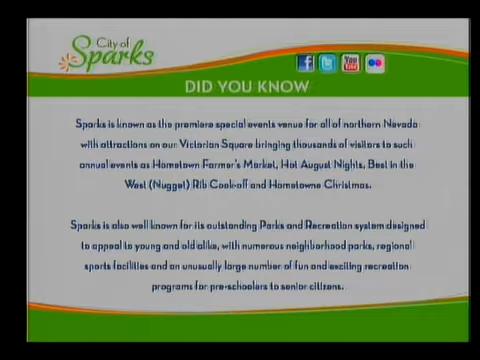 City of
Sparks
f
t
You
Tube
DID YOU KNOW
Sparks is known as the premiere special events venue for all of northern Nevada
with attractions on our Victorian Square bringing thousands of visitors to such
annual events as Hometown Farmer's Market, Hot August Nights, Best in the
West (Nugget) Rib Cook-off and Hometowne Christmas.
Sparks is also well known for its outstanding Parks and Recreation system designed
to appeal to young and old alike, with numerous neighborhood parks, regional
sports facilities and an unusually large number of fun and exciting recreation
programs for pre-schoolers to senior citizens.